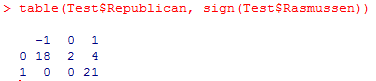 > table(Test$Republican, sign(Test$Rasmussen))
-1 0 1
0 18 2 4
1 0 0 21